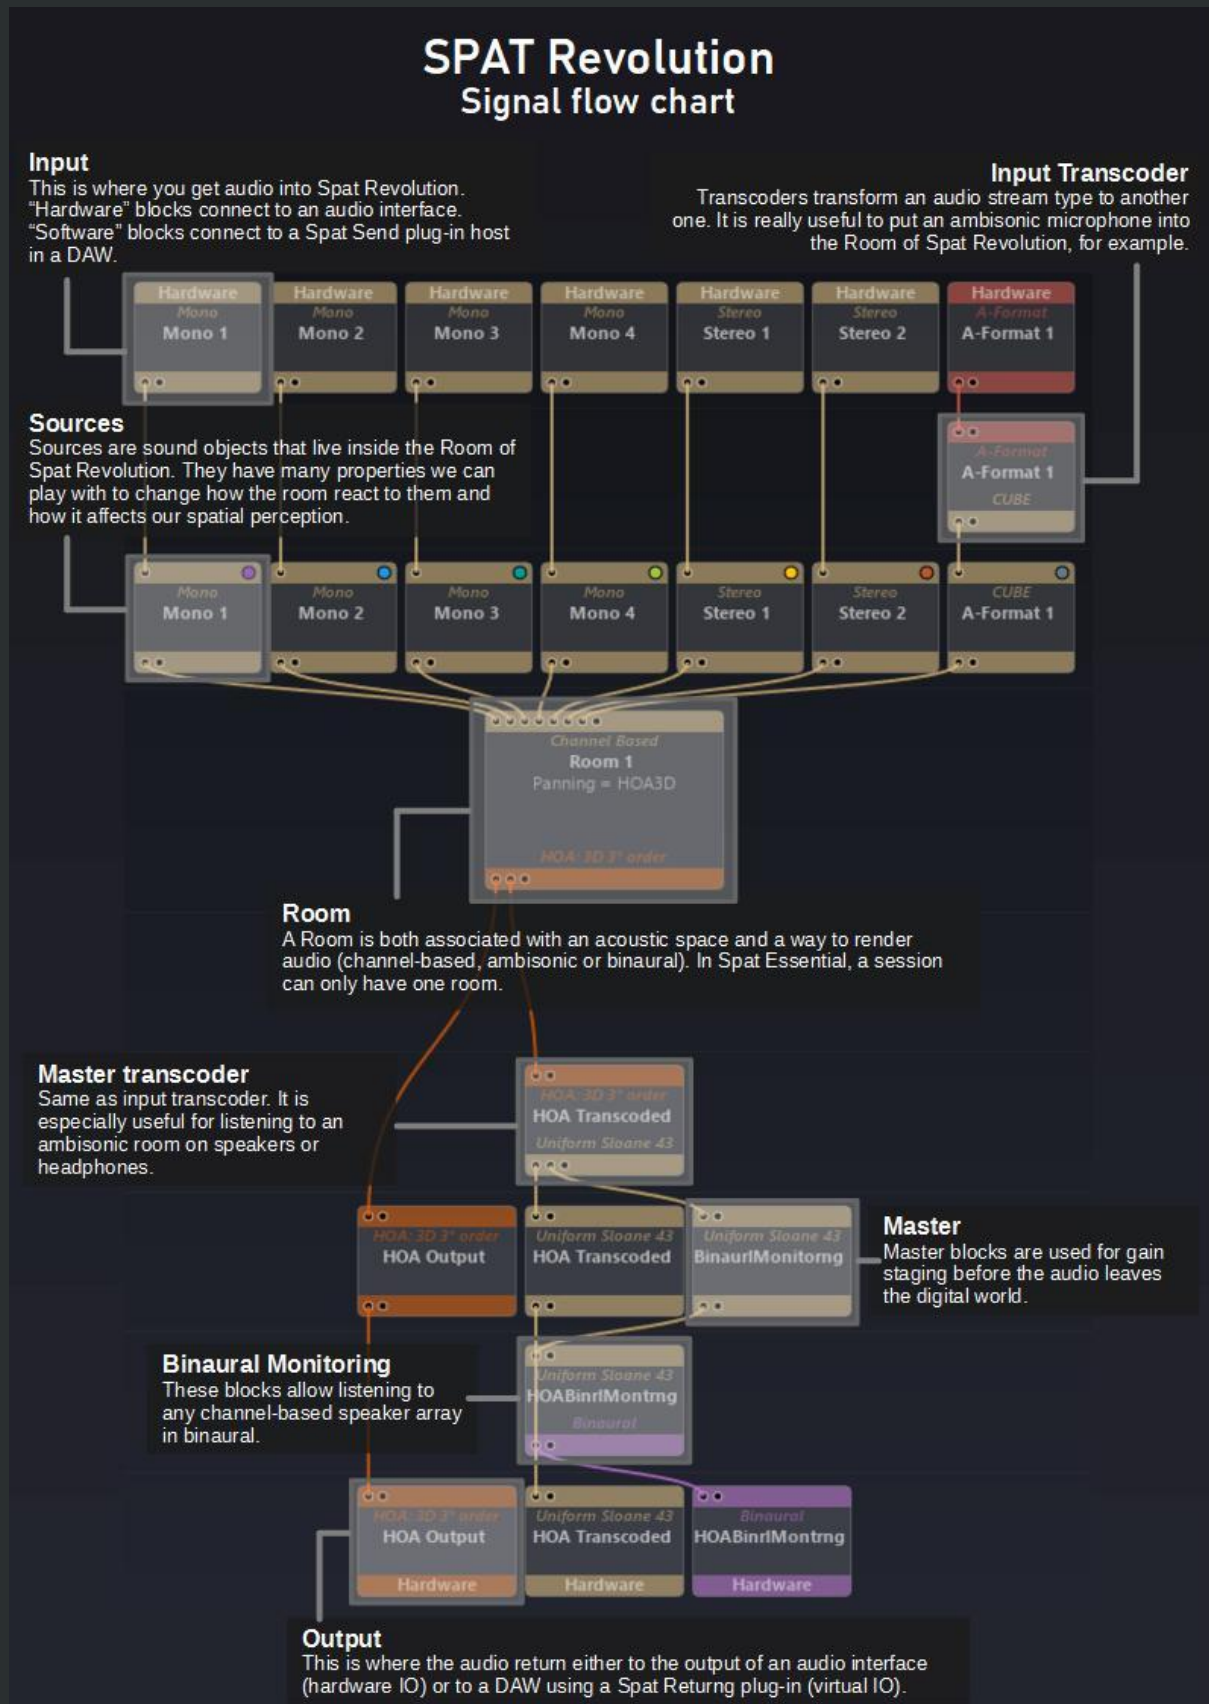 SPAT Revolution
Signal flow chart
Input
This is where you get audio into Spat Revolution.
“Hardware” blocks connect to an audio interface.
“Software” blocks connect to a Spat Send plug-in host
in a DAW.
Input Transcoder
Transcoders transform an audio stream type to another
one. It is really useful to put an ambisonic microphone into
the Room of Spat Revolution, for example.
Hardware Hardware Hardware Hardware Hardware Hardware Hardware
Mono Mono Mono Mono Stereo Stereo A-Format
Mono 1 Mono 2 Mono 3 Mono 4 Stereo 1 Stereo 2 A-Format 1
Sources
Sources are sound objects that live inside the Room of
Spat Revolution. They have many properties we can
play with to change how the room react to them and
how it affects our spatial perception.
A-Format
A-Format 1
CUBE
Mono Mono Mono Mono Stereo Stereo CUBE
Mono 1 Mono 2 Mono 3 Mono 4 Stereo 1 Stereo 2 A-Format 1
Channel Based
Room 1
Panning = HOA3D
HOA: 3D 3° order
Room
A Room is both associated with an acoustic space and a way to render
audio (channel-based, ambisonic or binaural). In Spat Essential, a session
can only have one room.
Master transcoder
Same as input transcoder. It is
especially useful for listening to an
ambisonic room on speakers or
headphones.
HOA: 3D 3° order
HOA Transcoded
Uniform Sloane 43
HOA: 3D 3° order Uniform Sloane 43 Uniform Sloane 43
HOA Output HOA Transcoded BinaurlMonitorng
Master
Master blocks are used for gain
staging before the audio leaves
the digital world.
Binaural Monitoring
These blocks allow listening to
any channel-based speaker array
in binaural.
Uniform Sloane 43
HOABinrlMontrng
Binaural
HOA: 3D 3° order Uniform Sloane 43 Binaural
HOA Output HOA Transcoded HOABinrlMontrng
Hardware Hardware Hardware
Output
This is where the audio return either to the output of an audio interface
(hardware IO) or to a DAW using a Spat Returng plug-in (virtual IO).